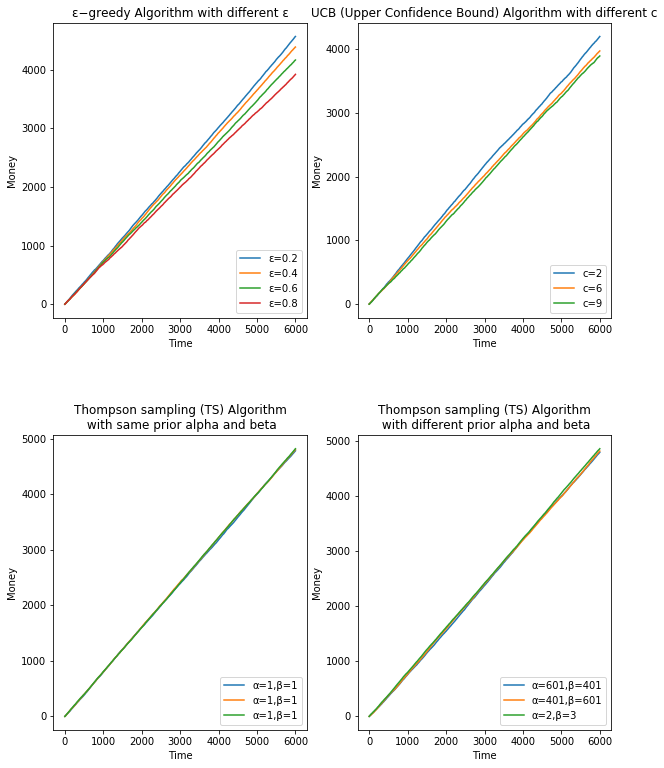 ε−greedy Algorithm with different ε
Money
4000
3000
2000
1000
0
ε=0.2
ε=0.4
ε=0.6
ε=0.8
0 1000 2000 3000 4000 5000 6000
Time
UCB (Upper Confidence Bound) Algorithm with different c
Money
4000
3000
2000
1000
0
c=2
c=6
c=9
0 1000 2000 3000 4000 5000 6000
Time
Thompson sampling (TS) Algorithm
with same prior alpha and beta
Money
5000
4000
3000
2000
1000
0
α=1,β=1
α=1,β=1
α=1,β=1
0 1000 2000 3000 4000 5000 6000
Time
Thompson sampling (TS) Algorithm
with different prior alpha and beta
Money
5000
4000
3000
2000
1000
0
α=601,β=401
α=401,β=601
α=2,β=3
0 1000 2000 3000 4000 5000 6000
Time